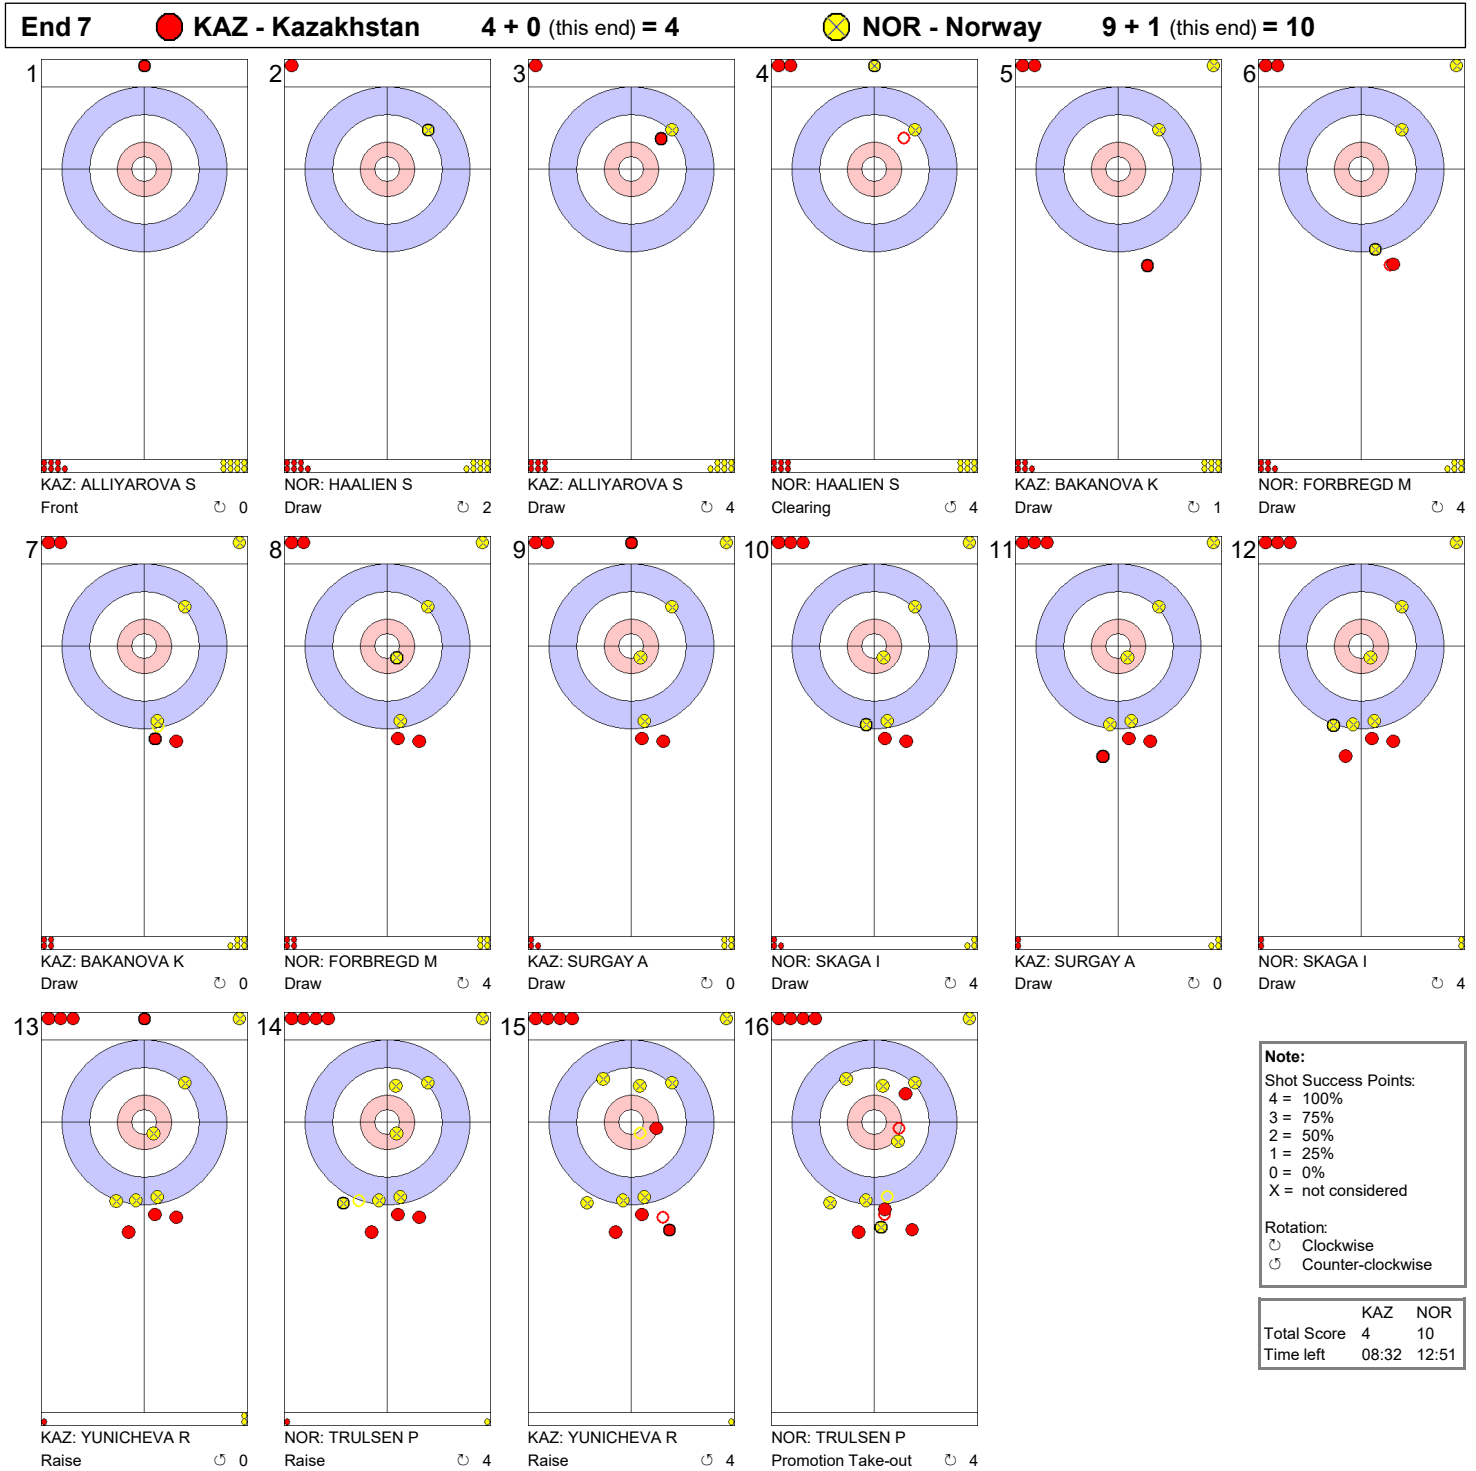 End 7 KAZ - Kazakhstan 4 + 0 (this end) = 4 NOR - Norway 9 + 1 (this end) = 10
1 2 3 4 5 6
KAZ: ALLIYAROVA S NOR: HAALIEN S KAZ: ALLIYAROVA S NOR: HAALIEN S KAZ: BAKANOVA K NOR: FORBREGD M
Front ↻ 0 Draw ↻ 2 Draw ↻ 4 Clearing ↻ 4 Draw ↻ 1 Draw ↻ 4
7 8 9 10 11 12
KAZ: BAKANOVA K NOR: FORBREGD M KAZ: SURGAY A NOR: SKAGA I KAZ: SURGAY A NOR: SKAGA I
Draw ↻ 0 Draw ↻ 4 Draw ↻ 0 Draw ↻ 4 Draw ↻ 0 Draw ↻ 4
13 14 15 16
KAZ: YUNICHEVA R NOR: TRULSEN P KAZ: YUNICHEVA R NOR: TRULSEN P
Raise ↺ 0 Raise ↻ 4 Raise ↺ 4 Promotion Take-out ↻ 4
Note:
Shot Success Points:
4 = 100%
3 = 75%
2 = 50%
1 = 25%
0 = 0%
X = not considered
Rotation:
↻ Clockwise
↺ Counter-clockwise
KAZ NOR
Total Score 4 10
Time left 08:32 12:51